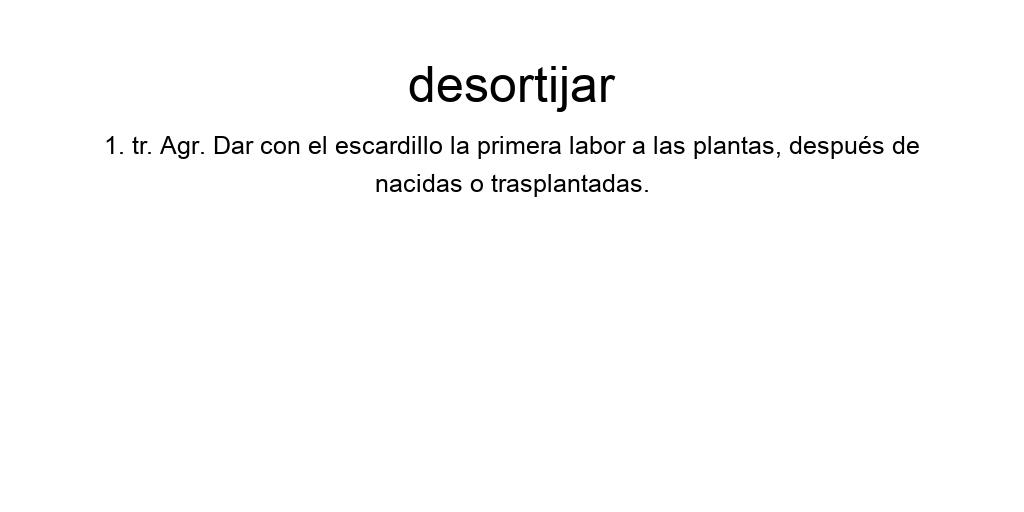 desortijar
1. tr. Agr. Dar con el escardillo la primera labor a las plantas, después de
nacidas o trasplantadas.